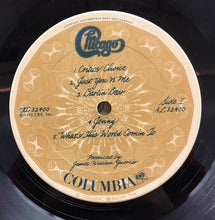 Chicago
1 Critics' Choice
2 Just You 'N' Me
3 Darlin' Dear
4 Jenny
5 What's This World Comin' To
KC 32400
Side 1
AL 32400
Produced by
James William Guercio
COLUMBIA